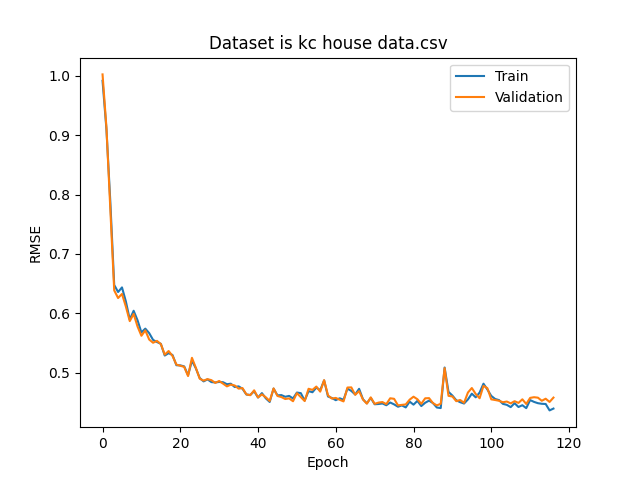 Dataset is kc house data.csv
Train
Validation
RMSE
1.0
0.9
0.8
0.7
0.6
0.5
0 20 40 60 80 100 120
Epoch